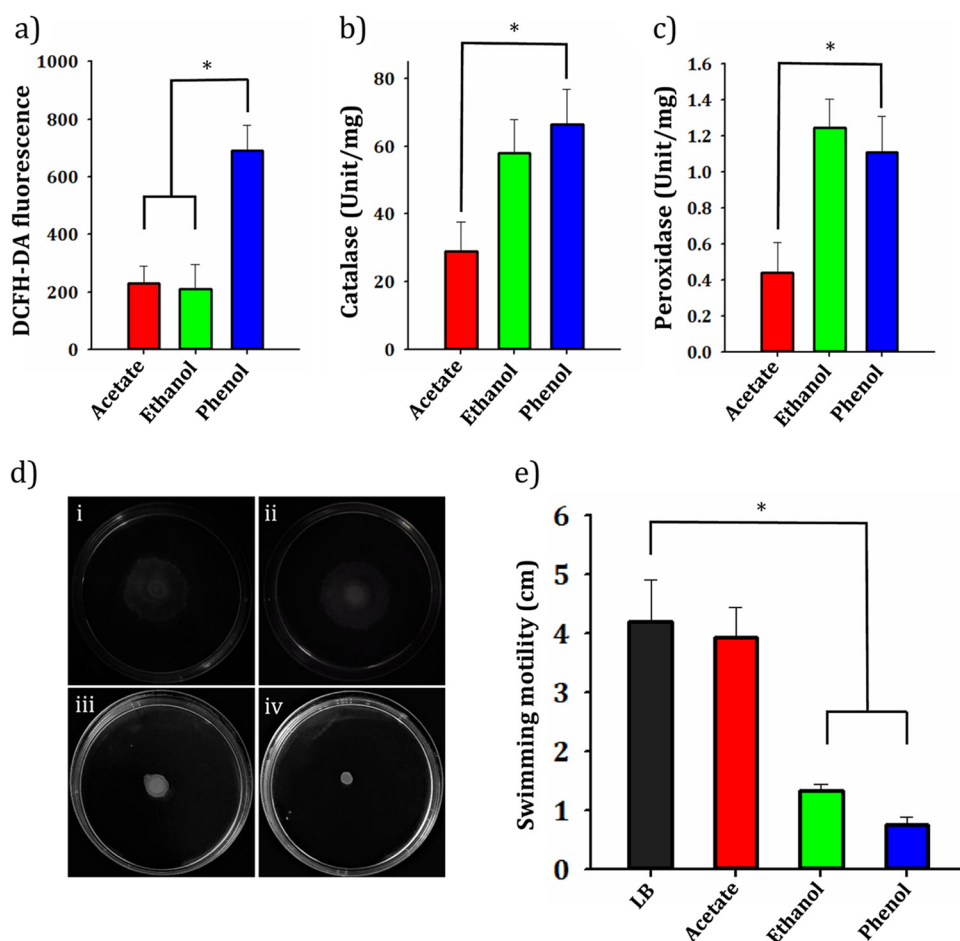 a)
DCFH-DA fluorescence
1000
800
600
400
200
0
*
Acetate
Ethanol
Phenol
b)
Catalase (Unit/mg)
80
60
40
20
0
*
Acetate
Ethanol
Phenol
c)
Peroxidase (Unit/mg)
1.6
1.4
1.2
1.0
0.8
0.6
0.4
0.2
0.0
*
Acetate
Ethanol
Phenol
d)
i
ii
iii
iv
e)
Swimming motility (cm)
6
5
4
3
2
1
0
*
LB
Acetate
Ethanol
Phenol